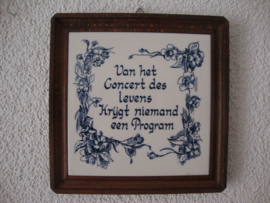 Van het
Concert des
levens
Krijgt niemand
een Program